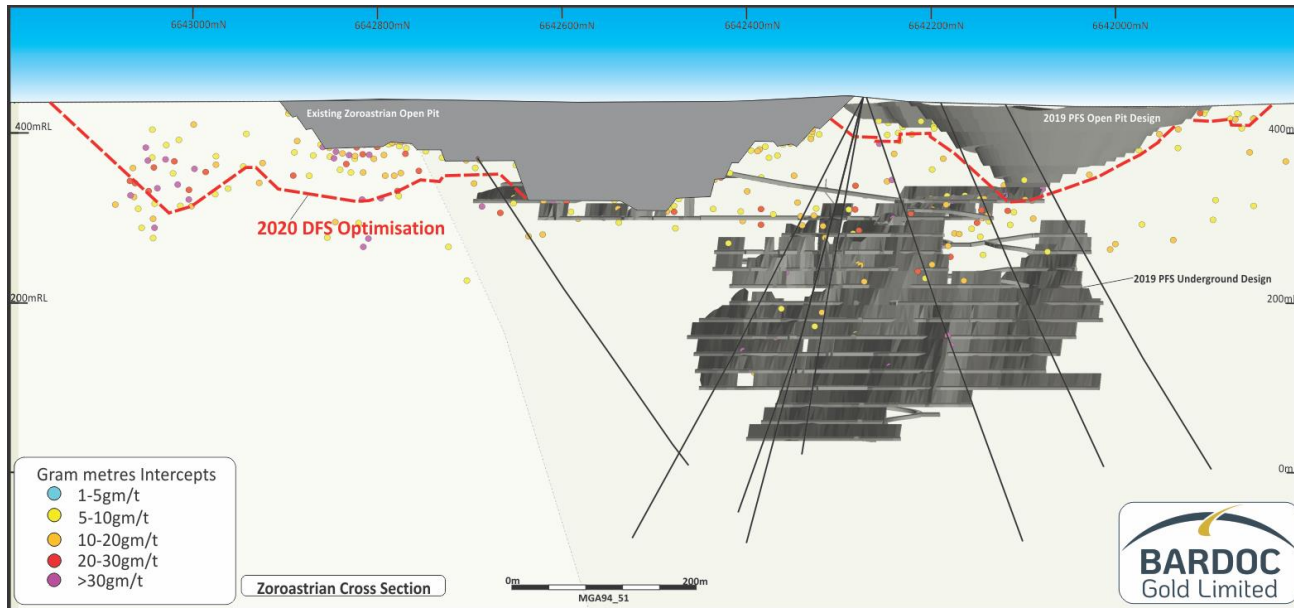 6643000mN
6642800mN
6642600mN
6642400mN
6642200mN
6642000mN
Existing Zoroastrian Open Pit
2019 PFS Open Pit Design
400mRL
400m
2020 DFS Optimisation
2019 PFS Underground Design
200mRL
200m
0m
Gram metres Intercepts
1-5gm/t
5-10gm/t
10-20gm/t
20-30gm/t
>30gm/t
Zoroastrian Cross Section
0m
200m
MGA94_51
BARDOC
Gold Limited